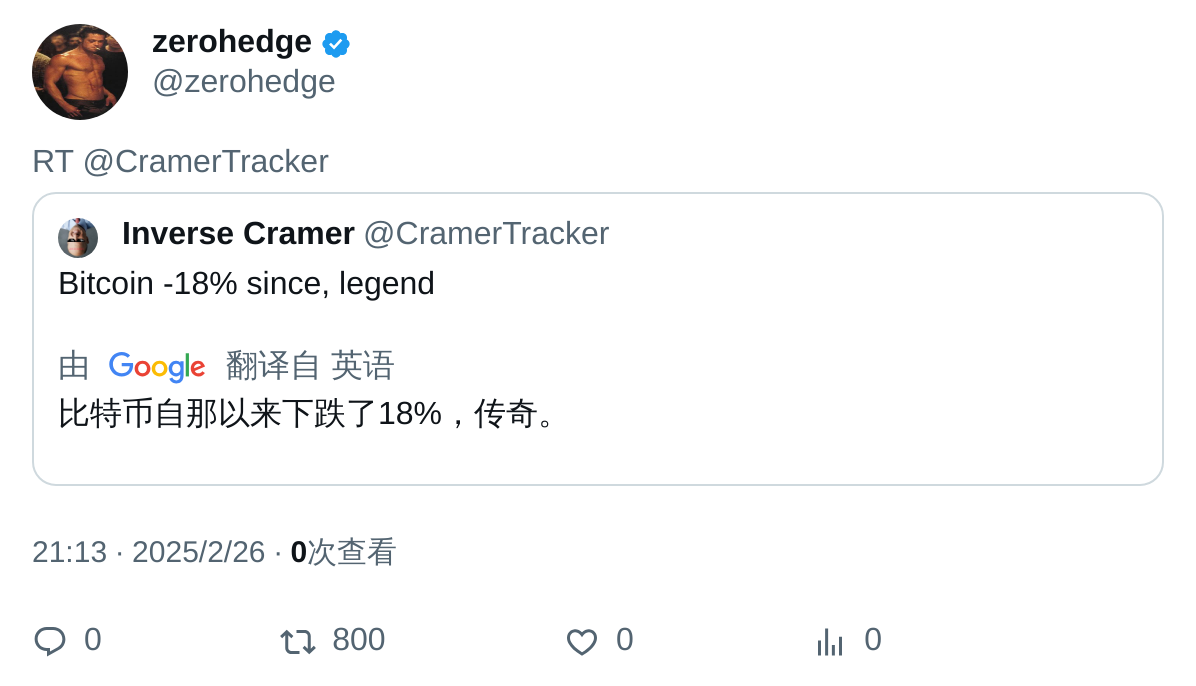 zerohedge
@zerohedge
RT @CramerTracker
Inverse Cramer @CramerTracker
Bitcoin -18% since, legend
由 Google 翻译自 英语
比特币自那以来下跌了18%，传奇。
21:13 · 2025/2/26 · 0次查看
0 800 0 0